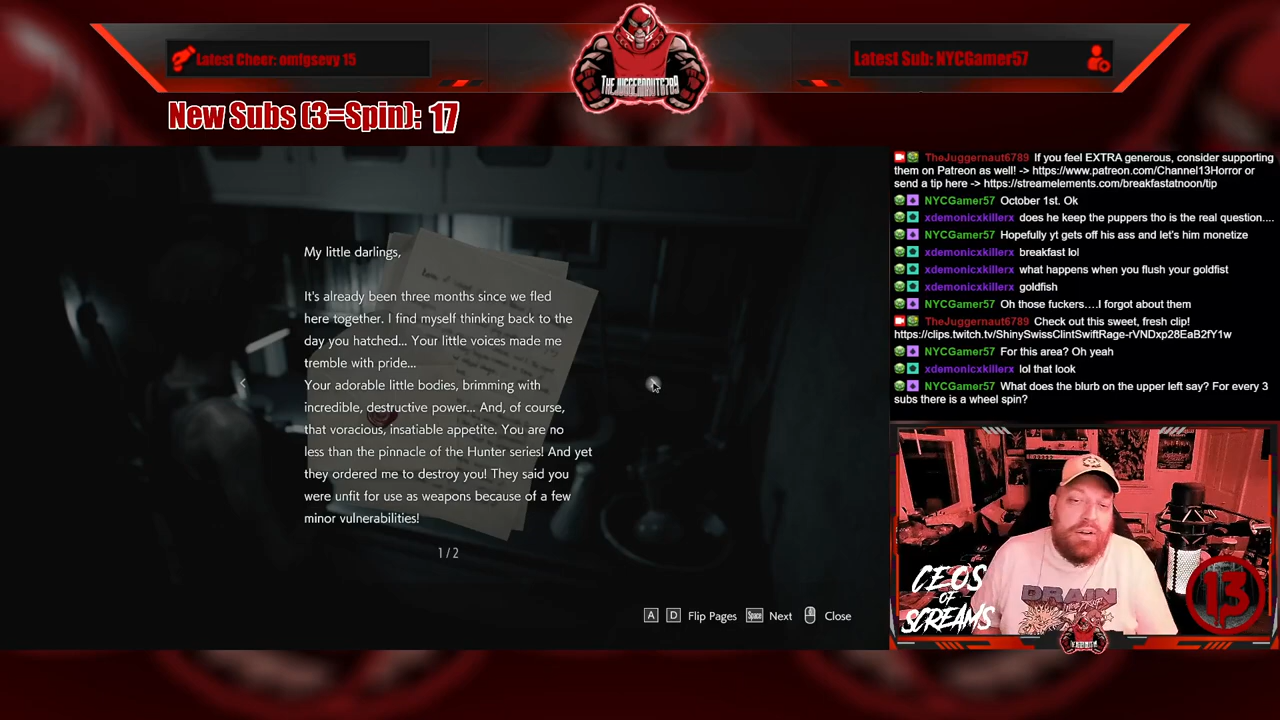 Latest Cheer: omfgsevy 15
THEJUGGERNAUT6789
Latest Sub: NYCGamer57
New Subs (3=Spin): 17
My little darlings,
It's already been three months since we fled
here together. I find myself thinking back to the
day you hatched... Your little voices made me
tremble with pride...
Your adorable little bodies, brimming with
incredible, destructive power... And, of course,
that voracious, insatiable appetite. You are no
less than the pinnacle of the Hunter series! And yet
they ordered me to destroy you! They said you
were unfit for use as weapons because of a few
minor vulnerabilities!
1 / 2
A D Flip Pages Space Next Close
TheJuggernaut6789 If you feel EXTRA generous, consider supporting
them on Patreon as well! -> https://www.patreon.com/Channel13Horror or
send a tip here -> https://streamelements.com/breakfastatnoon/tip
NYCGamer57 October 1st. Ok
xdemonicxkillerx does he keep the puppers tho is the real question....
NYCGamer57 Hopefully yt gets off his ass and let's him monetize
xdemonicxkillerx breakfast lol
xdemonicxkillerx what happens when you flush your goldfist
xdemonicxkillerx goldfish
NYCGamer57 Oh those fuckers....I forgot about them
TheJuggernaut6789 Check out this sweet, fresh clip!
https://clips.twitch.tv/ShinySwissClintSwiftRage-rVNDxp28EaB2fY1w
NYCGamer57 For this area? Oh yeah
xdemonicxkillerx lol that look
NYCGamer57 What does the blurb on the upper left say? For every 3
subs there is a wheel spin?
CEOS
OF
SCREAMS
DRAIN
13